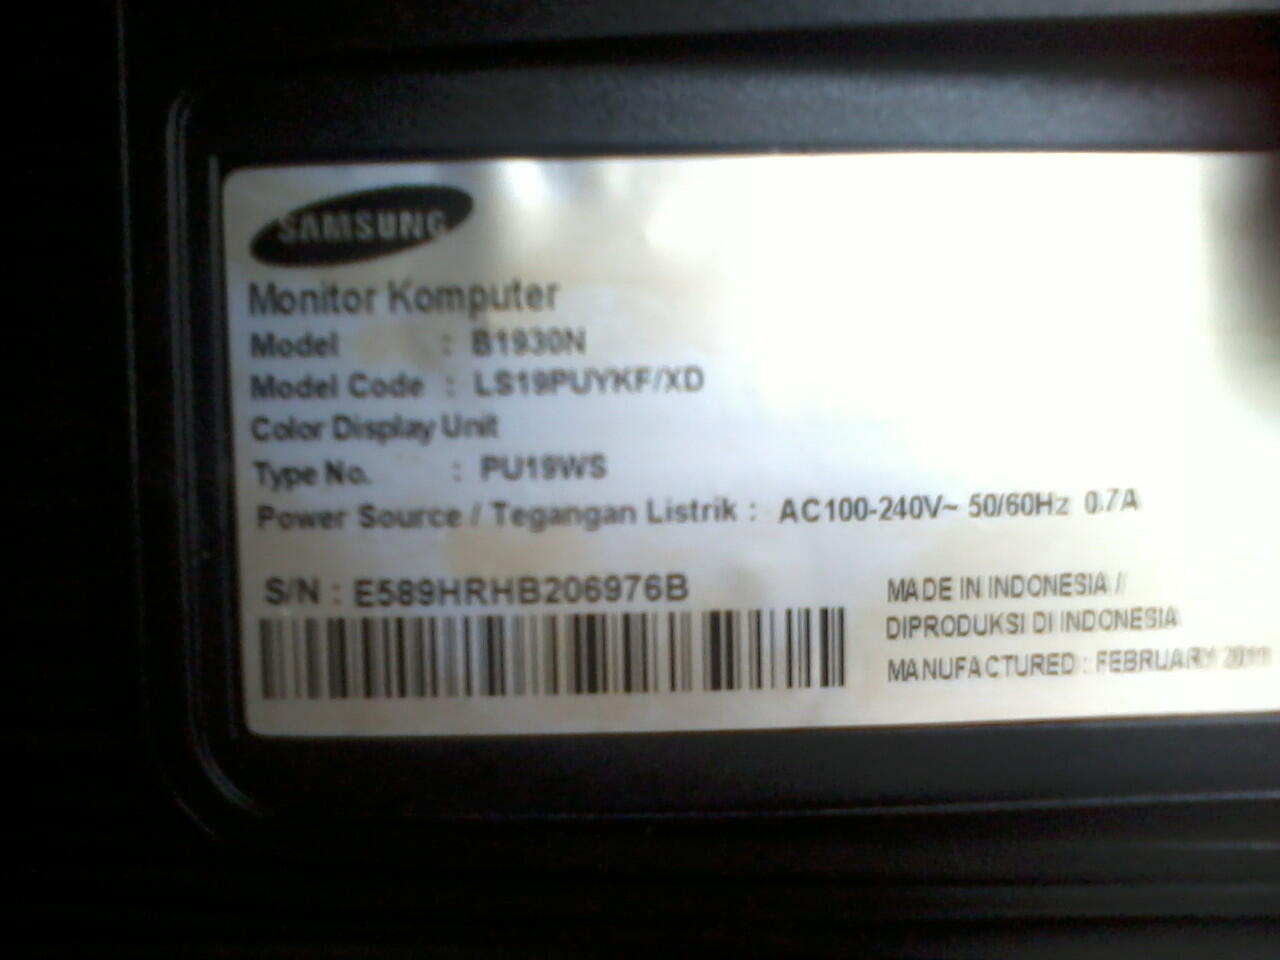 SAMSUNG
Monitor Komputer
Model : B1930N
Model Code : LS19PUYKF/XD
Color Display Unit
Type No. : PU19WS
Power Source / Tegangan Listrik : AC100-240V~ 50/60Hz 0.7A
S/N : E589HRHB206976B
MADE IN INDONESIA //
DIPRODUKSI DI INDONESIA
MANUFACTURED : FEBRUARY 2011